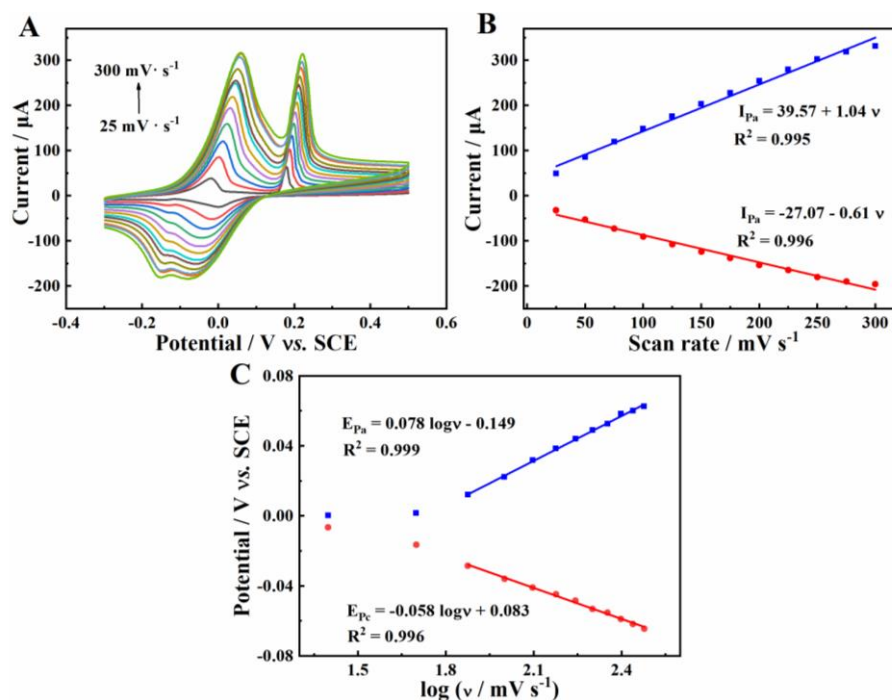 A
300 mV· s⁻¹
25 mV · s⁻¹
Current / μA
300
200
100
0
-100
-200
-0.4 -0.2 0.0 0.2 0.4 0.6
Potential / V vs. SCE
B
Current / μA
300
200
100
0
-100
-200
I_Pa = 39.57 + 1.04 ν
R² = 0.995
I_Pa = -27.07 - 0.61 ν
R² = 0.996
0 50 100 150 200 250 300
Scan rate / mV s⁻¹
C
Potential / V vs. SCE
0.08
0.04
0.00
-0.04
-0.08
E_Pa = 0.078 logν - 0.149
R² = 0.999
E_Pc = -0.058 logν + 0.083
R² = 0.996
1.5 1.8 2.1 2.4
log (ν / mV s⁻¹)